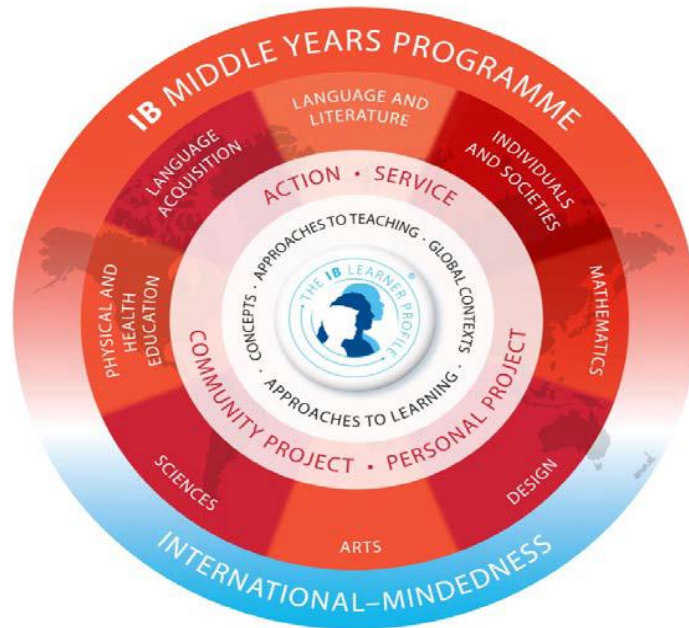 IB MIDDLE YEARS PROGRAMME
LANGUAGE AND
LITERATURE
LANGUAGE
ACQUISITION
INDIVIDUALS
AND SOCIETIES
PHYSICAL AND
HEALTH
EDUCATION
MATHEMATICS
SCIENCES
DESIGN
ARTS
ACTION • SERVICE
COMMUNITY PROJECT • PERSONAL PROJECT
CONCEPTS · APPROACHES TO TEACHING · GLOBAL CONTEXTS ·
APPROACHES TO LEARNING ·
THE IB LEARNER PROFILE ®
INTERNATIONAL–MINDEDNESS